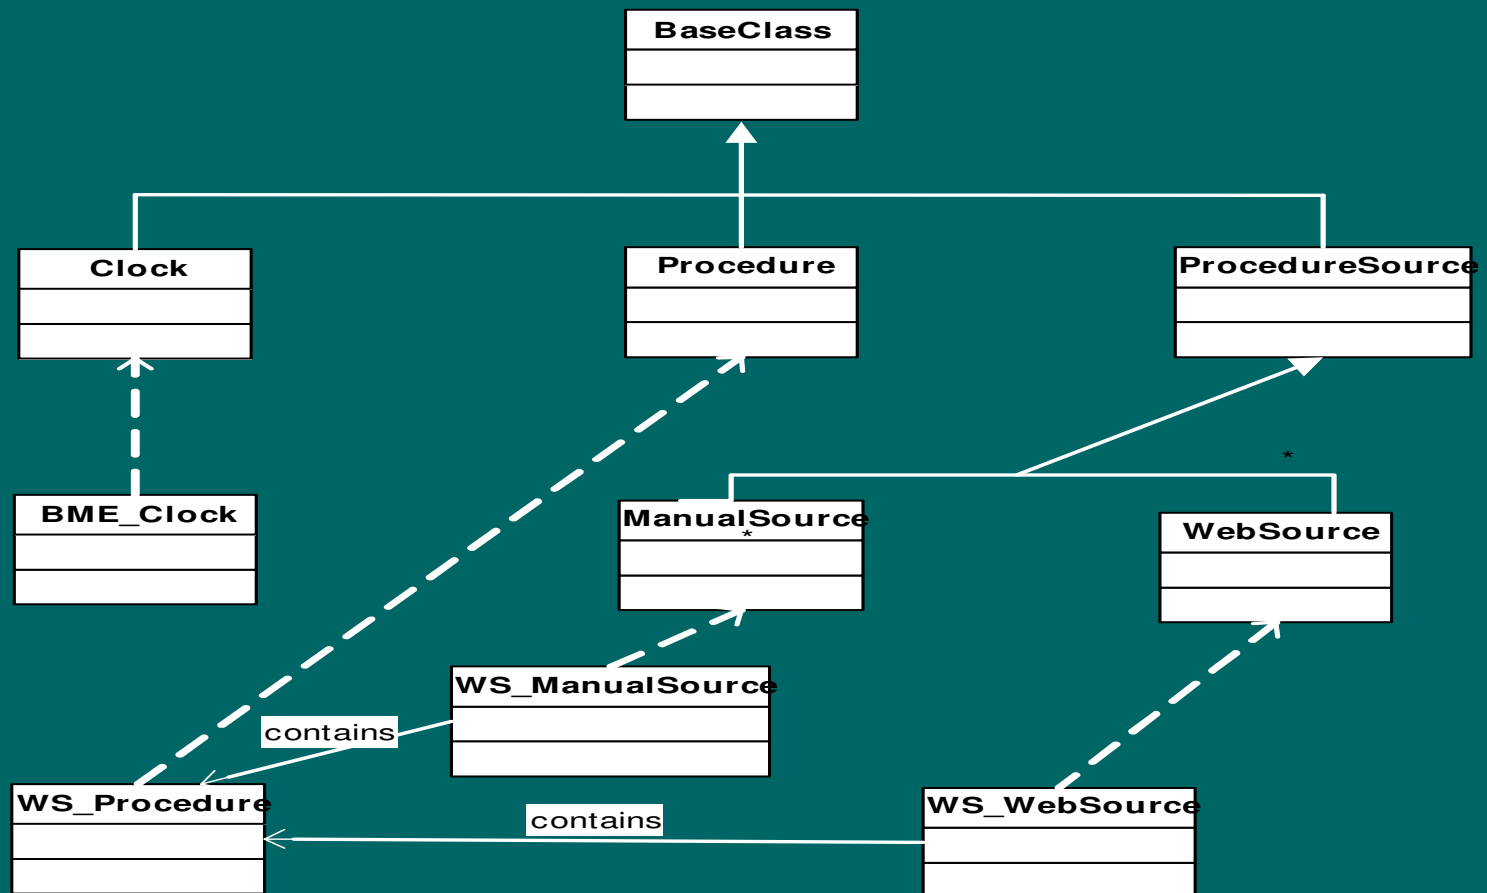 BaseClass
Clock
Procedure
ProcedureSource
*
BME_Clock
ManualSource
*
WebSource
WS_ManualSource
contains
WS_Procedure
contains
WS_WebSource